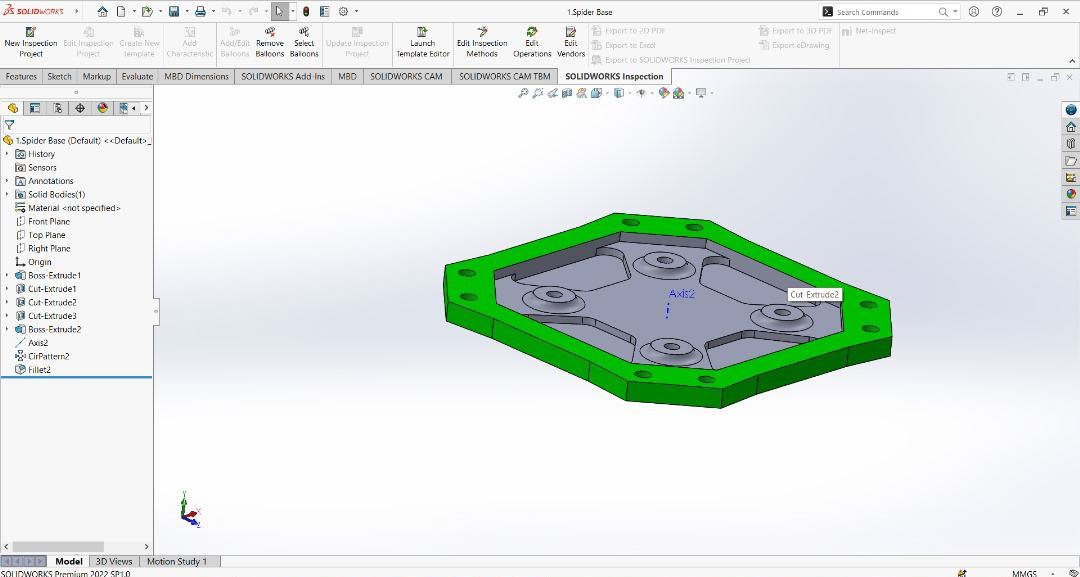 SOLIDWORKS
1.Spider Base
Search Commands
New Inspection Project
Edit Inspection Project
Create New template
Add Characteristic
Add/Edit Balloons
Remove Balloons
Select Balloons
Update Inspection Project
Launch Template Editor
Edit Inspection Methods
Edit Operations
Edit Vendors
Export to 2D PDF
Export to Excel
Export to SOLIDWORKS Inspection Project
Export to 3D PDF
Export eDrawing
Net-Inspect
Features Sketch Markup Evaluate MBD Dimensions SOLIDWORKS Add-Ins MBD SOLIDWORKS CAM SOLIDWORKS CAM TBM SOLIDWORKS Inspection
1.Spider Base (Default) <<Default>_
History
Sensors
Annotations
Solid Bodies(1)
Material <not specified>
Front Plane
Top Plane
Right Plane
Origin
Boss-Extrude1
Cut-Extrude1
Cut-Extrude2
Cut-Extrude3
Boss-Extrude2
Axis2
CirPattern2
Fillet2
Axis2
Cut-Extrude2
Y
X
Z
Model 3D Views Motion Study 1
SOLIDWORKS Premium 2022 SP1.0
MMGS